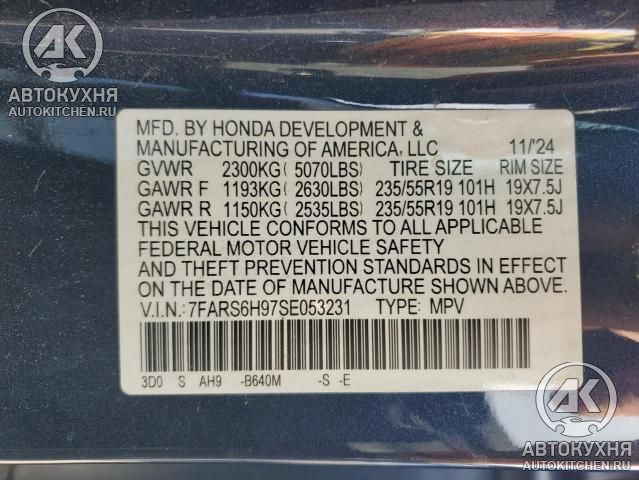 AK
АВТОКУХНЯ
AUTOKITCHEN.RU
MFD. BY HONDA DEVELOPMENT &
MANUFACTURING OF AMERICA, LLC 11/'24
GVWR 2300KG( 5070LBS) TIRE SIZE RIM SIZE
GAWR F 1193KG( 2630LBS) 235/55R19 101H 19X7.5J
GAWR R 1150KG( 2535LBS) 235/55R19 101H 19X7.5J
THIS VEHICLE CONFORMS TO ALL APPLICABLE
FEDERAL MOTOR VEHICLE SAFETY
AND THEFT PREVENTION STANDARDS IN EFFECT
ON THE DATE OF MANUFACTURE SHOWN ABOVE.
V.I.N.:7FARS6H97SE053231 TYPE: MPV
3D0 S AH9 -B640M -S -E
AK
АВТОКУХНЯ
AUTOKITCHEN.RU